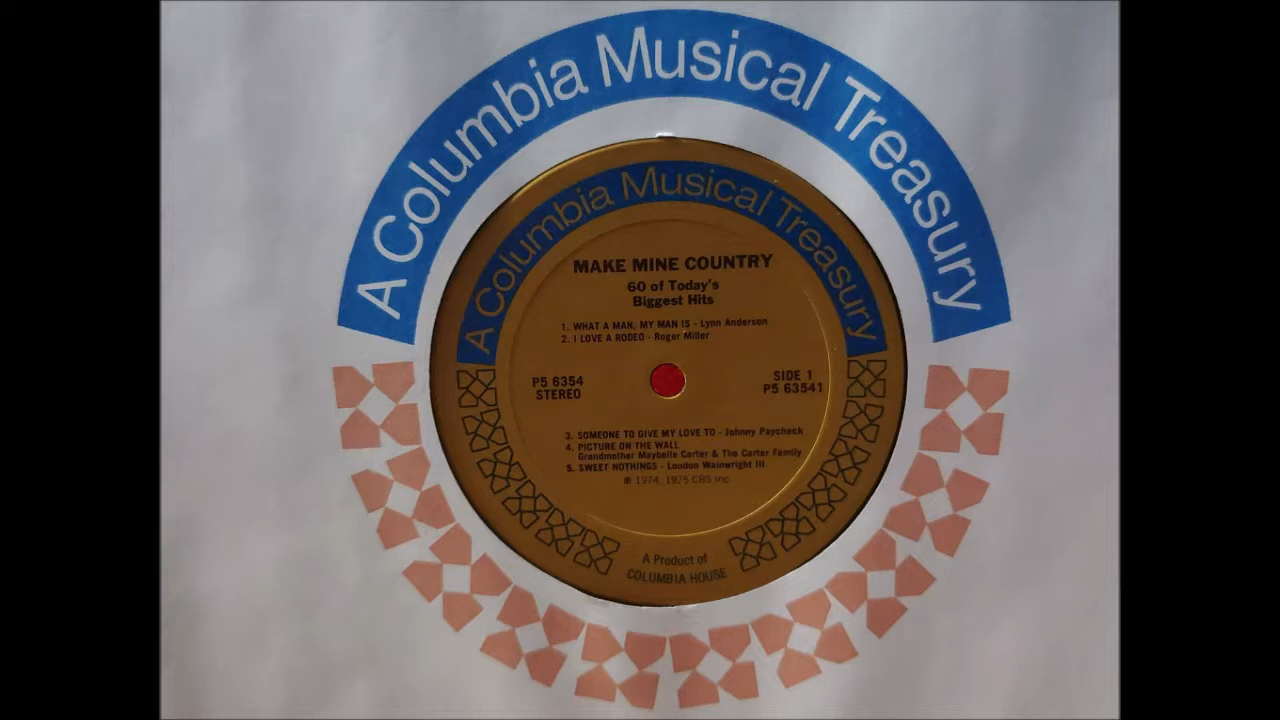 A Columbia Musical Treasury
A Columbia Musical Treasury
MAKE MINE COUNTRY
60 of Today's
Biggest Hits
1. WHAT A MAN, MY MAN IS - Lynn Anderson
2. I LOVE A RODEO - Roger Miller
P5 6354
STEREO
SIDE 1
P5 63541
3. SOMEONE TO GIVE MY LOVE TO - Johnny Paycheck
4. PICTURE ON THE WALL
Grandmother Maybelle Carter & The Carter Family
5. SWEET NOTHINGS - Loudon Wainwright III
℗ 1974, 1975 CBS Inc.
A Product of
COLUMBIA HOUSE